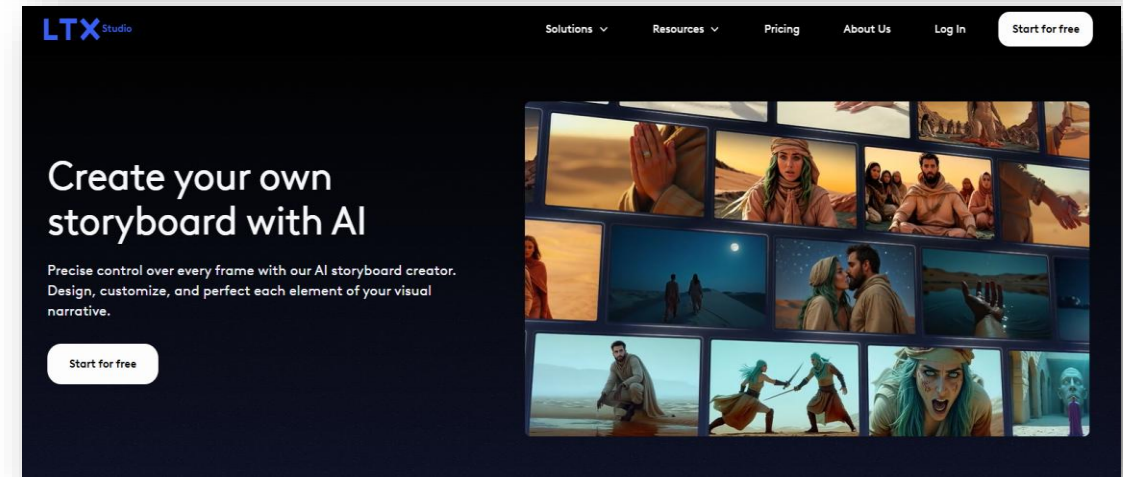 LTX Studio
Solutions
Resources
Pricing
About Us
Log In
Start for free
Create your own
storyboard with AI
Precise control over every frame with our AI storyboard creator.
Design, customize, and perfect each element of your visual
narrative.
Start for free